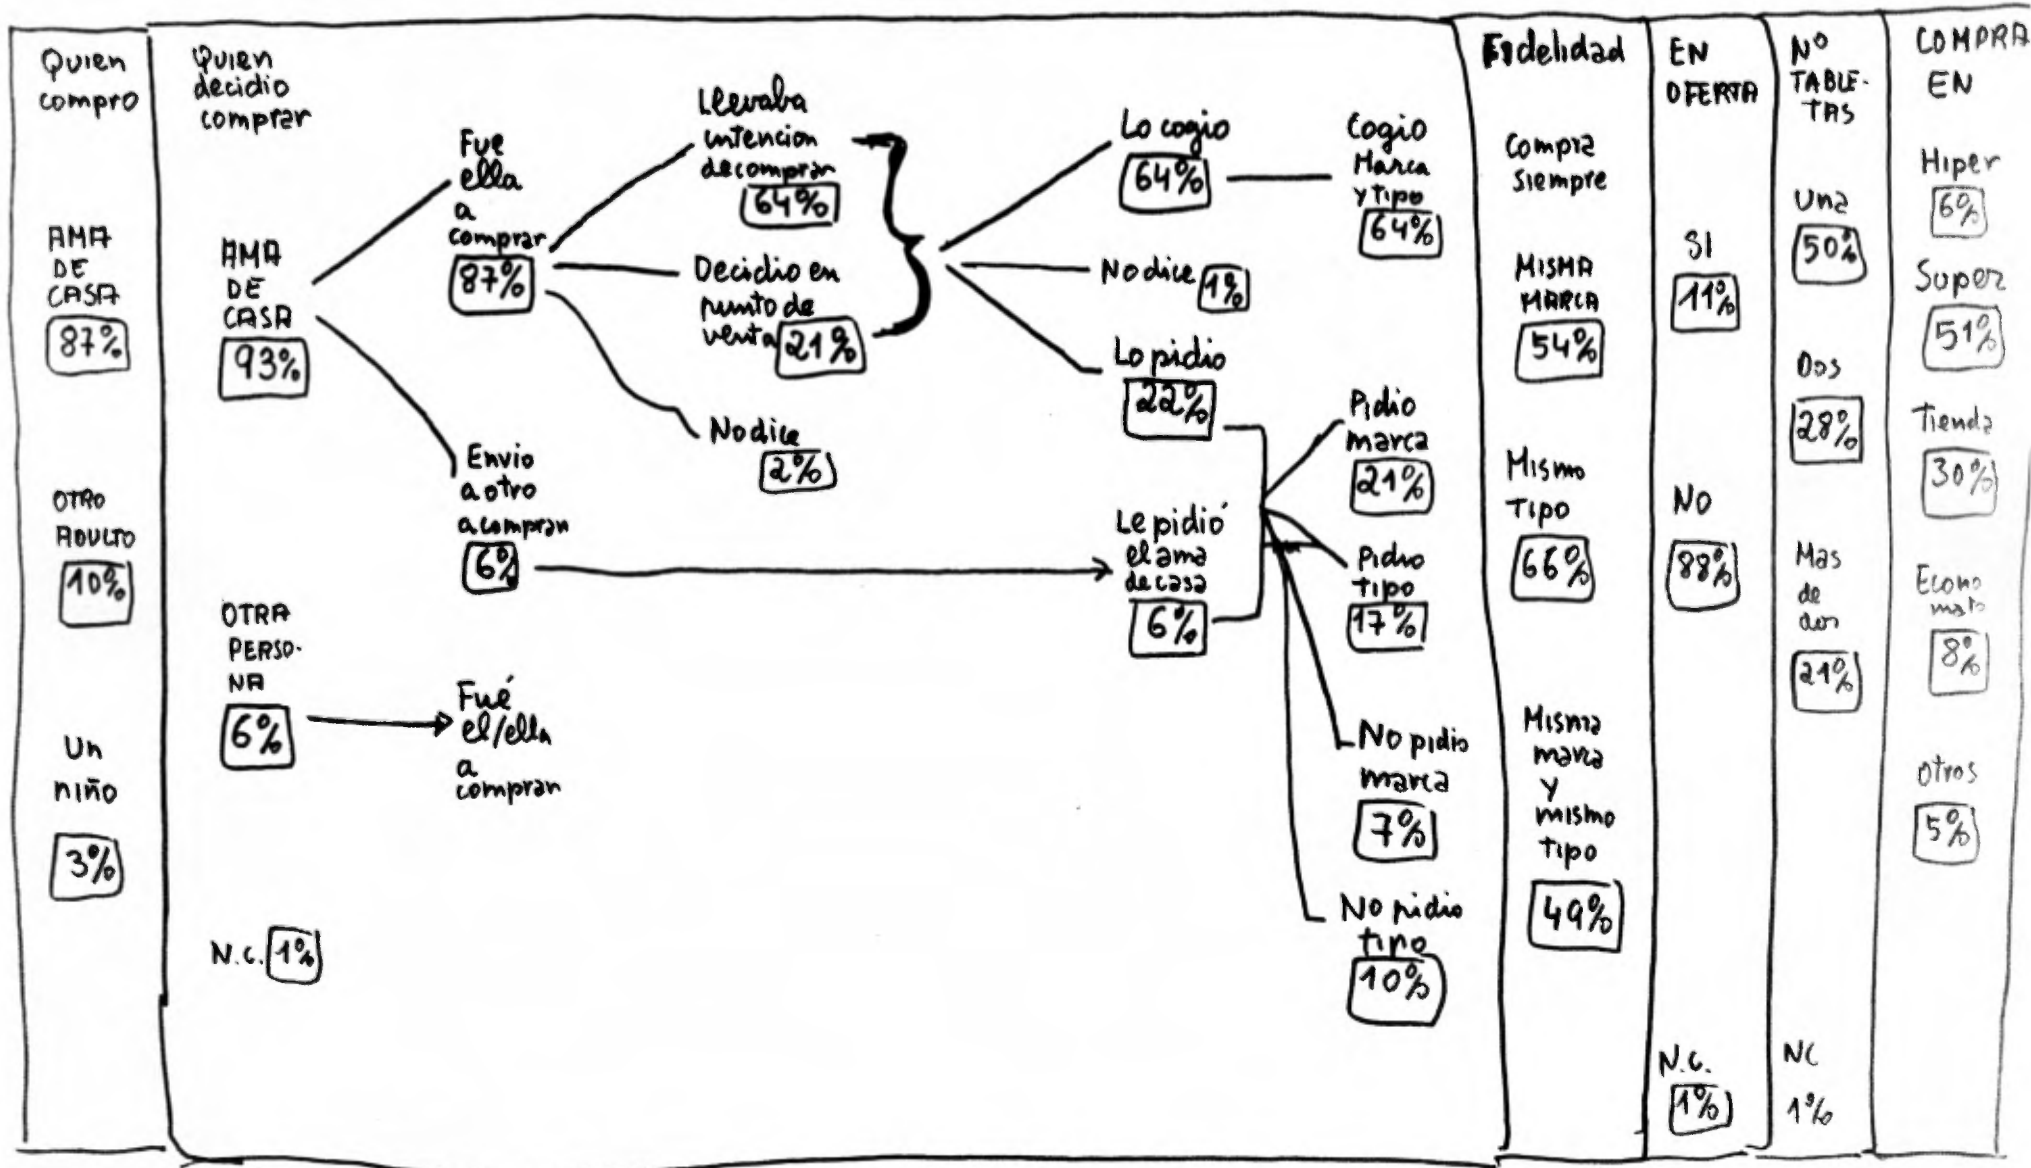 Quien
compro
AMA
DE
CASA
87%
OTRO
ADULTO
10%
Un
niño
3%
Quien
decidio
comprar
AMA
DE
CASA
93%
OTRA
PERSO-
NA
6%
N.C. 1%
Fue
ella
a
comprar
87%
Envio
a otro
a comprar
6%
Fué
el/ella
a
comprar
Llevaba
intencion
de comprar
64%
Decidio en
punto de
venta 21%
No dice
2%
Lo cogio
64%
No dice 1%
Lo pidio
22%
Le pidió
el ama
de casa
6%
Cogio
Marca
y tipo
64%
Pidio
marca
21%
Pidio
tipo
17%
No pidio
marca
7%
No pidio
tipo
10%
Fidelidad
Compra
siempre
MISMA
MARCA
54%
Mismo
Tipo
66%
Misma
marca
y
mismo
tipo
49%
EN
OFERTA
SI
11%
NO
88%
N.C.
1%
Nº
TABLE-
TAS
Una
50%
Dos
28%
Mas
de
dos
21%
NC
1%
COMPRA
EN
Hiper
6%
Super
51%
Tienda
30%
Econo
mato
8%
Otros
5%